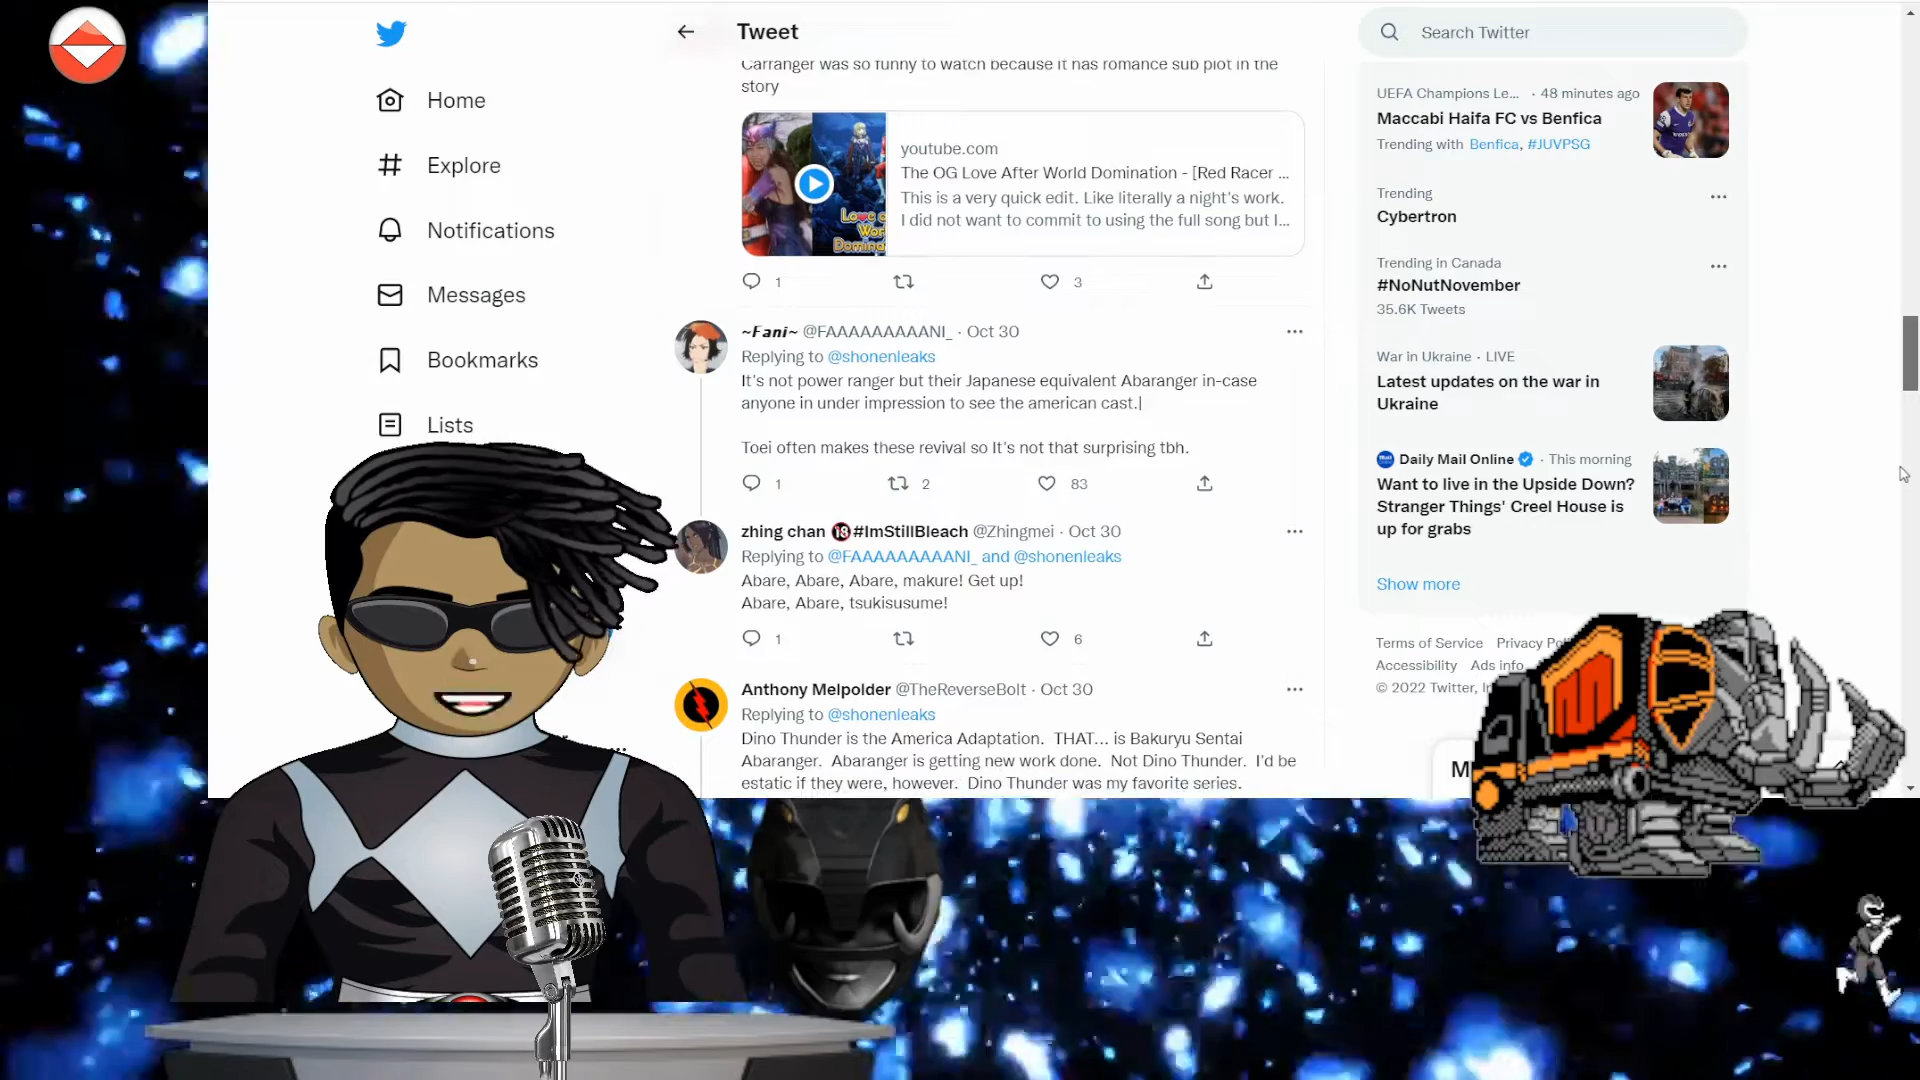 Home
Explore
Notifications
Messages
Bookmarks
Lists
Tweet
Carranger was so funny to watch because it has romance sub plot in the
story
youtube.com
The OG Love After World Domination - [Red Racer ...
This is a very quick edit. Like literally a night's work.
I did not want to commit to using the full song but I...
1
3
~Fani~ @FAAAAAAAAANI_ · Oct 30
Replying to @shonenleaks
It's not power ranger but their Japanese equivalent Abaranger in-case
anyone in under impression to see the american cast.
Toei often makes these revival so It's not that surprising tbh.
1
2
83
zhing chan 🔞#ImStillBleach @Zhingmei · Oct 30
Replying to @FAAAAAAAAANI_ and @shonenleaks
Abare, Abare, Abare, makure! Get up!
Abare, Abare, tsukisusume!
1
6
Anthony Melpolder @TheReverseBolt · Oct 30
Replying to @shonenleaks
Dino Thunder is the America Adaptation.  THAT... is Bakuryu Sentai
Abaranger.  Abaranger is getting new work done.  Not Dino Thunder.  I'd be
estatic if they were, however.  Dino Thunder was my favorite series.
Search Twitter
UEFA Champions Le... · 48 minutes ago
Maccabi Haifa FC vs Benfica
Trending with Benfica, #JUVPSG
Trending
Cybertron
Trending in Canada
#NoNutNovember
35.6K Tweets
War in Ukraine · LIVE
Latest updates on the war in
Ukraine
Daily Mail Online · This morning
Want to live in the Upside Down?
Stranger Things' Creel House is
up for grabs
Show more
Terms of Service Privacy
Accessibility Ads info
© 2022 Twitter,